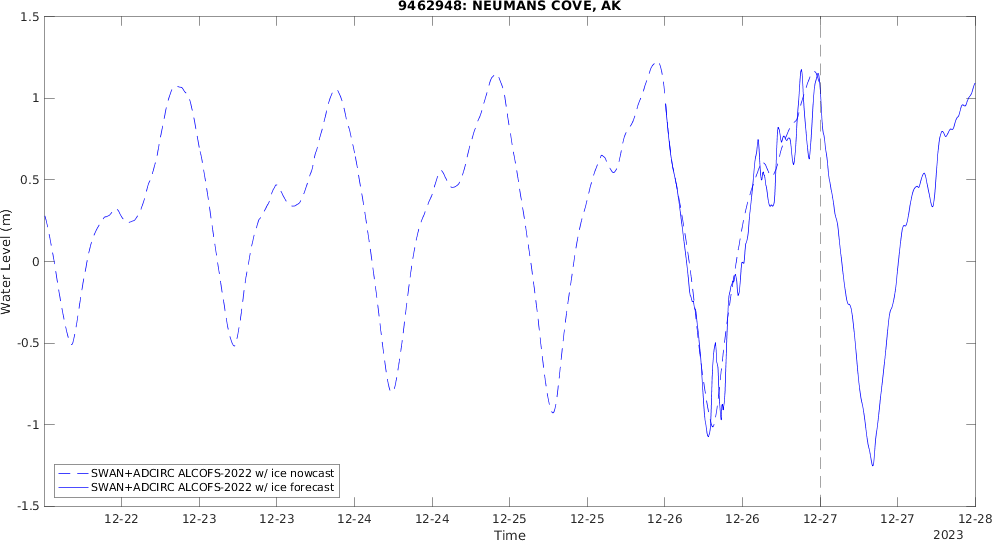 9462948: NEUMANS COVE, AK
Water Level (m)
1.5
1
0.5
0
-0.5
-1
-1.5
SWAN+ADCIRC ALCOFS-2022 w/ ice nowcast
SWAN+ADCIRC ALCOFS-2022 w/ ice forecast
12-22 12-23 12-23 12-24 12-24 12-25 12-25 12-26 12-26 12-27 12-27 12-28
Time
2023